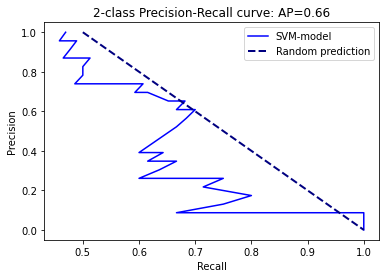 2-class Precision-Recall curve: AP=0.66
SVM-model
Random prediction
Precision
1.0
0.8
0.6
0.4
0.2
0.0
0.5 0.6 0.7 0.8 0.9 1.0
Recall